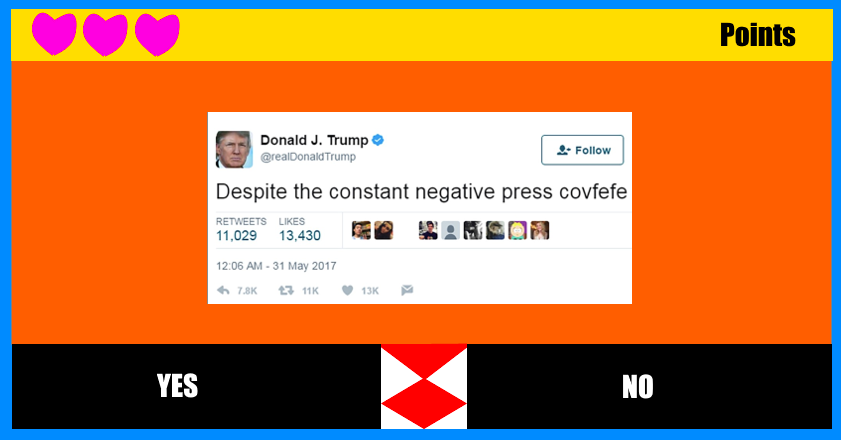 Points
Donald J. Trump
@realDonaldTrump
Follow
Despite the constant negative press covfefe
RETWEETS LIKES
11,029 13,430
12:06 AM - 31 May 2017
7.8K 11K 13K
YES NO